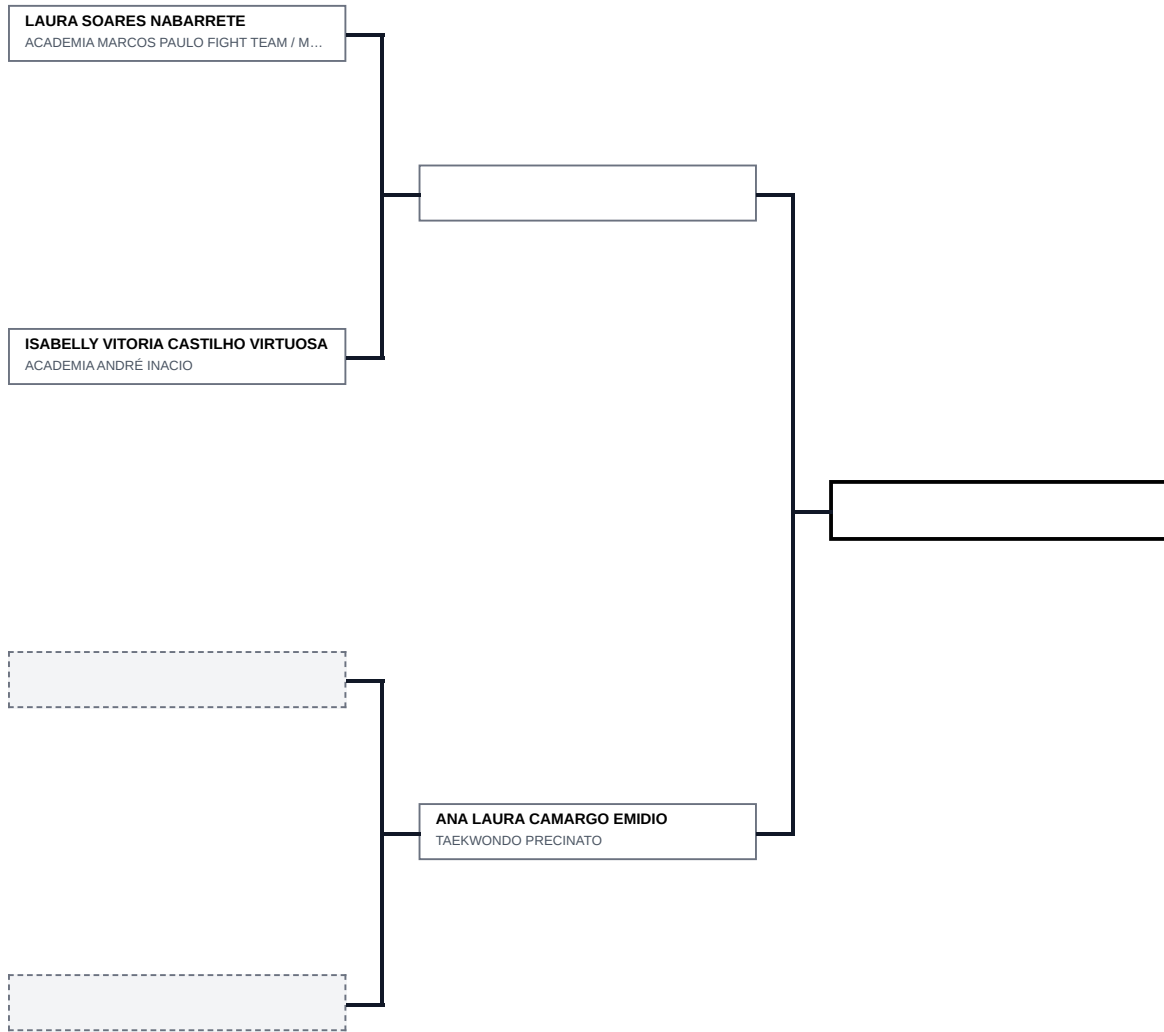 LAURA SOARES NABARRETE
ACADEMIA MARCOS PAULO FIGHT TEAM / M...
ISABELLY VITORIA CASTILHO VIRTUOSA
ACADEMIA ANDRÉ INACIO
ANA LAURA CAMARGO EMIDIO
TAEKWONDO PRECINATO